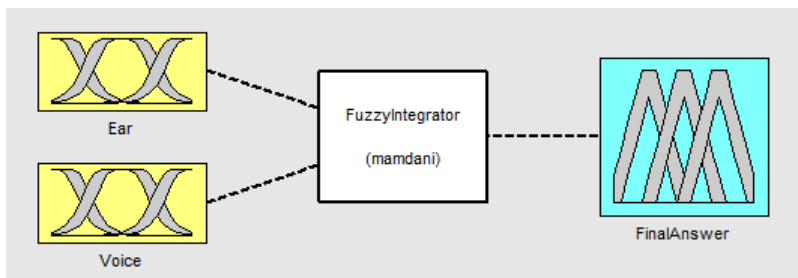 Ear
FuzzyIntegrator
(mamdani)
Voice
FinalAnswer